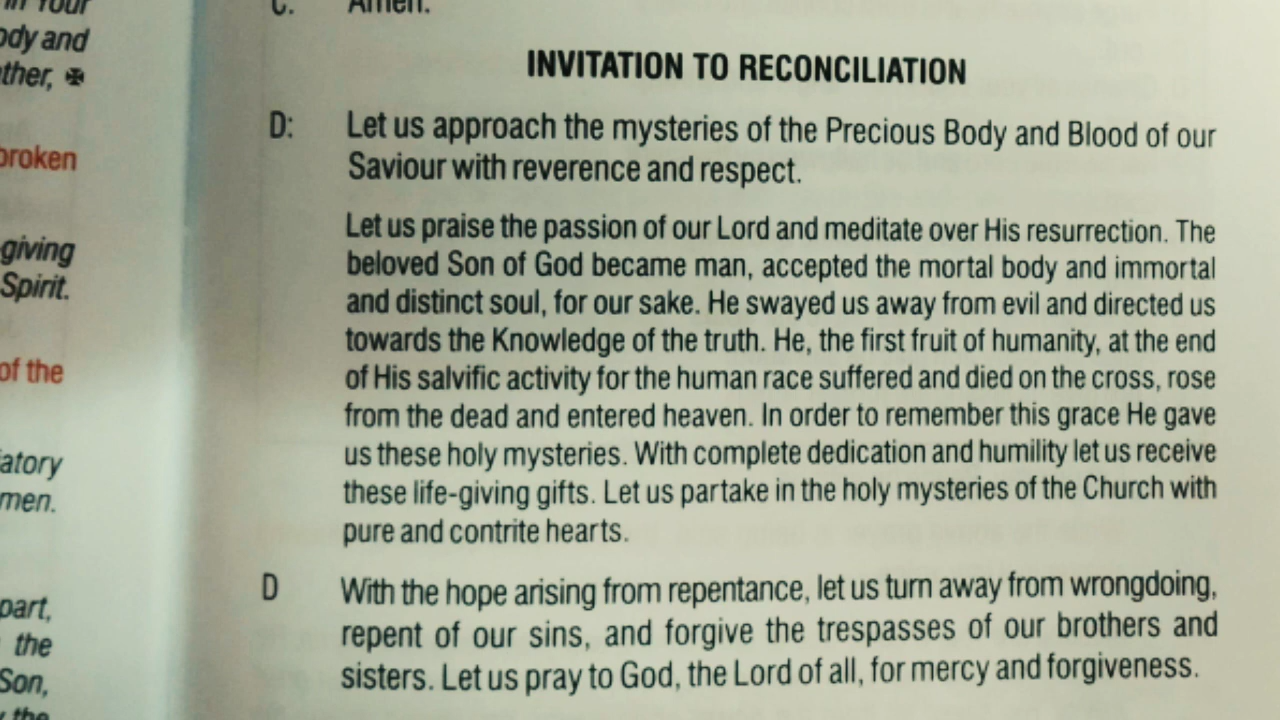 in Your
ody and
ther, ✠
broken
giving
Spirit.
of the
atory
men.
part,
the
Son,
the
C: Amen.
INVITATION TO RECONCILIATION
D: Let us approach the mysteries of the Precious Body and Blood of our
Saviour with reverence and respect.
Let us praise the passion of our Lord and meditate over His resurrection. The
beloved Son of God became man, accepted the mortal body and immortal
and distinct soul, for our sake. He swayed us away from evil and directed us
towards the Knowledge of the truth. He, the first fruit of humanity, at the end
of His salvific activity for the human race suffered and died on the cross, rose
from the dead and entered heaven. In order to remember this grace He gave
us these holy mysteries. With complete dedication and humility let us receive
these life-giving gifts. Let us partake in the holy mysteries of the Church with
pure and contrite hearts.
D With the hope arising from repentance, let us turn away from wrongdoing,
repent of our sins, and forgive the trespasses of our brothers and
sisters. Let us pray to God, the Lord of all, for mercy and forgiveness.